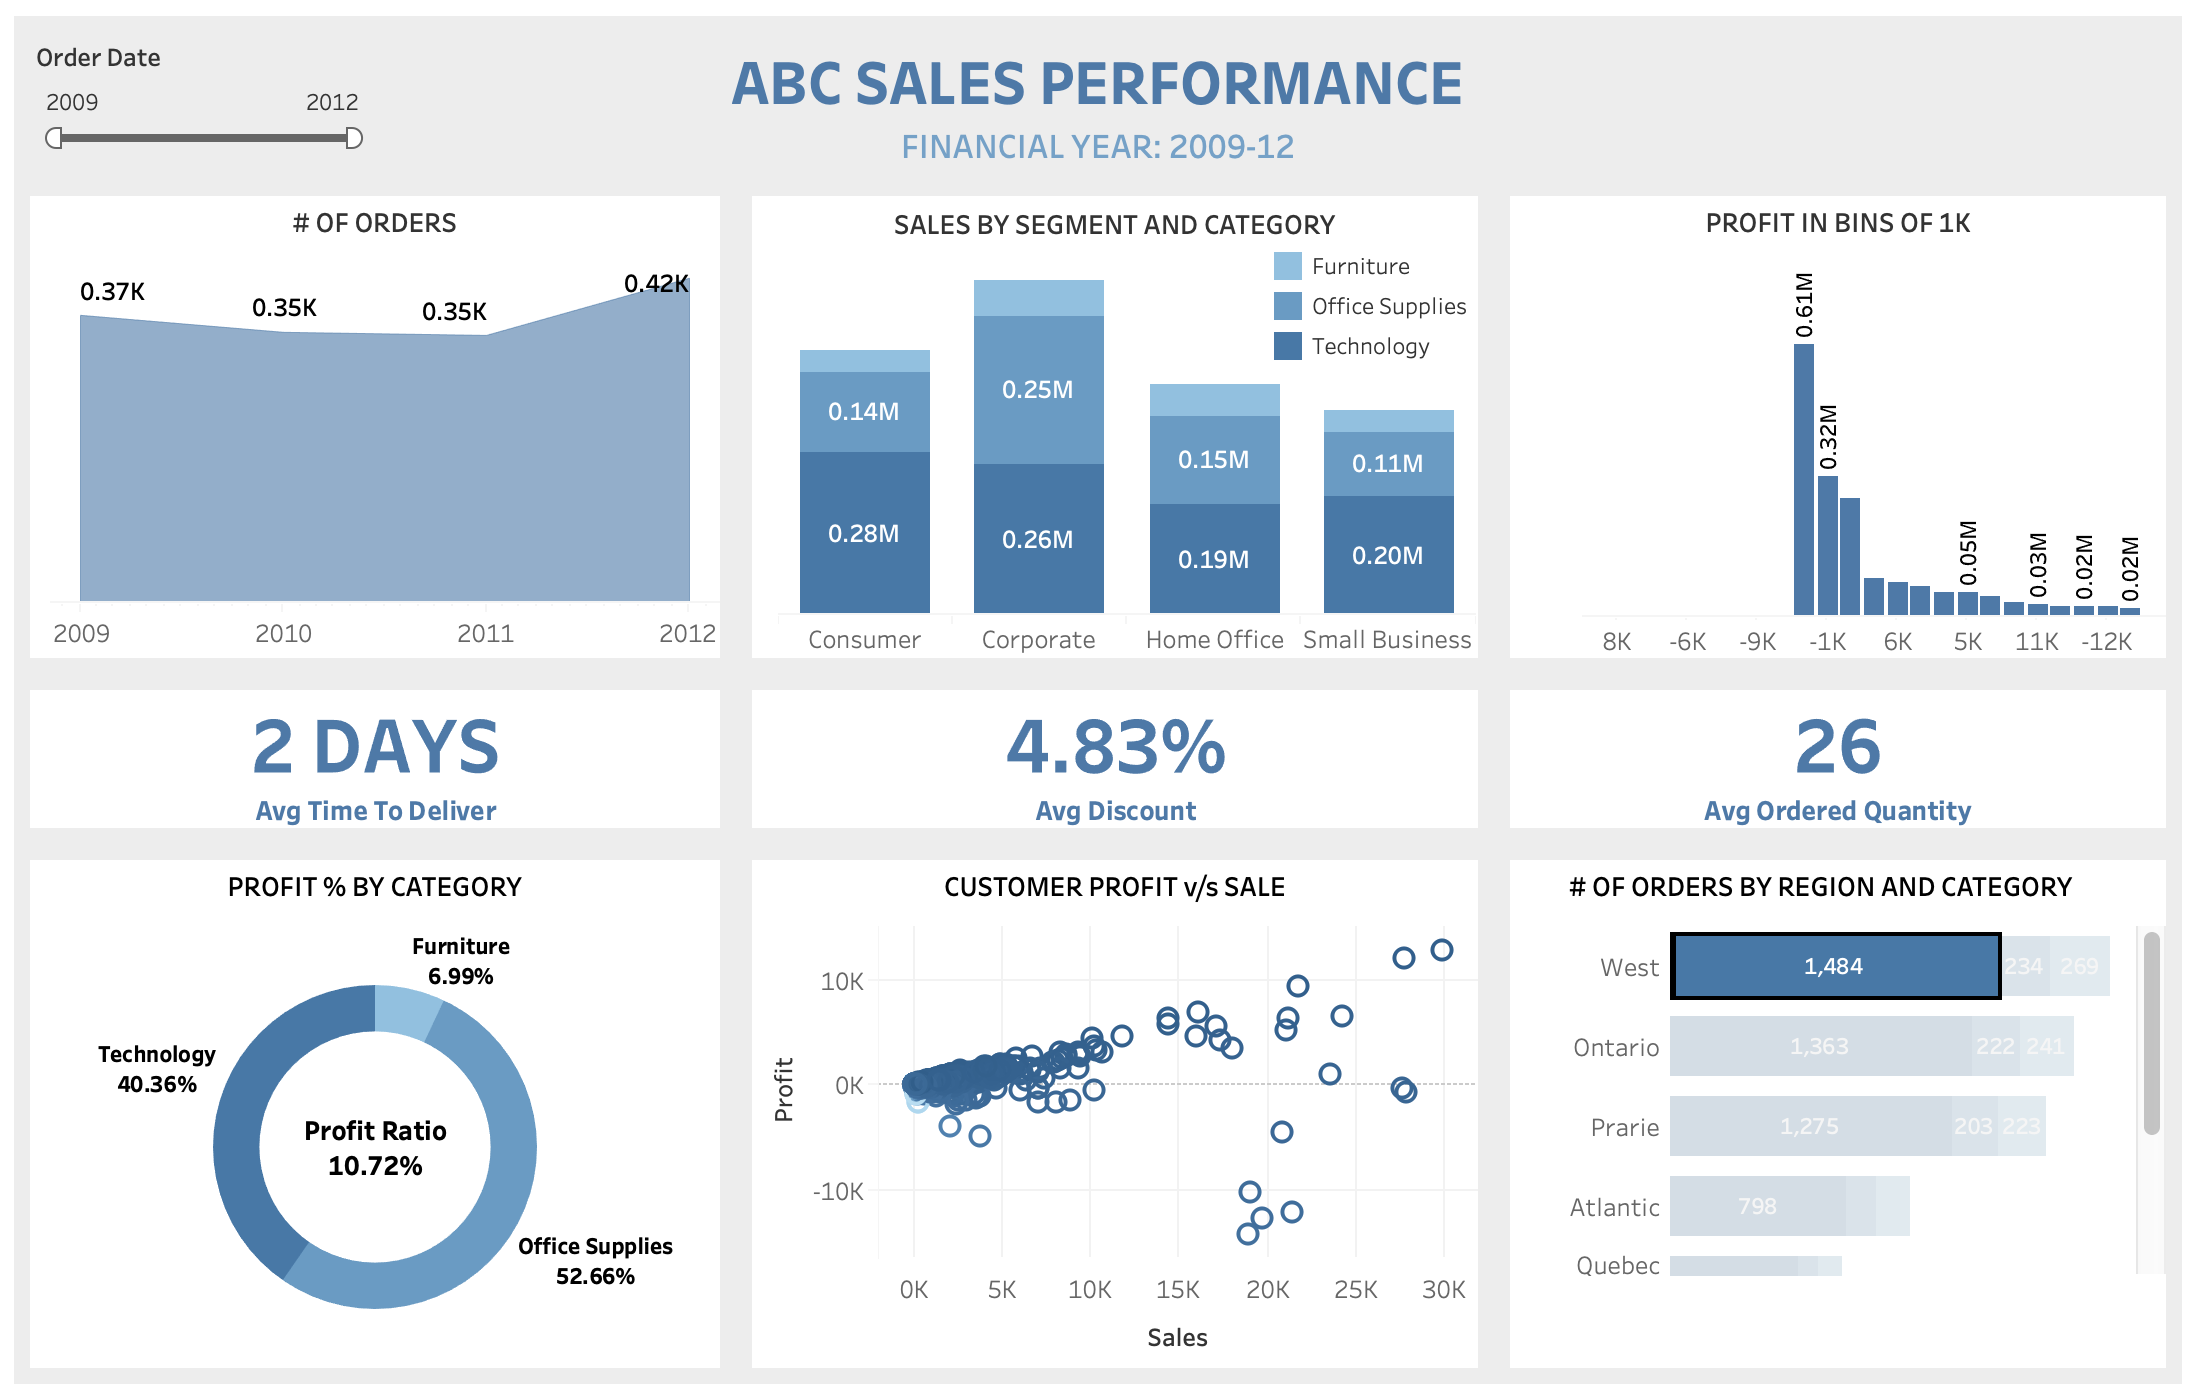 Order Date
2009 2012
ABC SALES PERFORMANCE
FINANCIAL YEAR: 2009-12
# OF ORDERS
0.37K
0.35K
0.35K
0.42K
2009 2010 2011 2012
SALES BY SEGMENT AND CATEGORY
Furniture
Office Supplies
Technology
0.14M
0.28M
0.25M
0.26M
0.15M
0.19M
0.11M
0.20M
Consumer Corporate Home Office Small Business
PROFIT IN BINS OF 1K
0.61M
0.32M
0.05M
0.03M
0.02M
0.02M
8K -6K -9K -1K 6K 5K 11K -12K
2 DAYS
Avg Time To Deliver
4.83%
Avg Discount
26
Avg Ordered Quantity
PROFIT % BY CATEGORY
Furniture
6.99%
Technology
40.36%
Profit Ratio
10.72%
Office Supplies
52.66%
CUSTOMER PROFIT v/s SALE
Profit
10K
0K
-10K
0K 5K 10K 15K 20K 25K 30K
Sales
# OF ORDERS BY REGION AND CATEGORY
West 1,484 234 269
Ontario 1,363 222 241
Prarie 1,275 203 223
Atlantic 798
Quebec